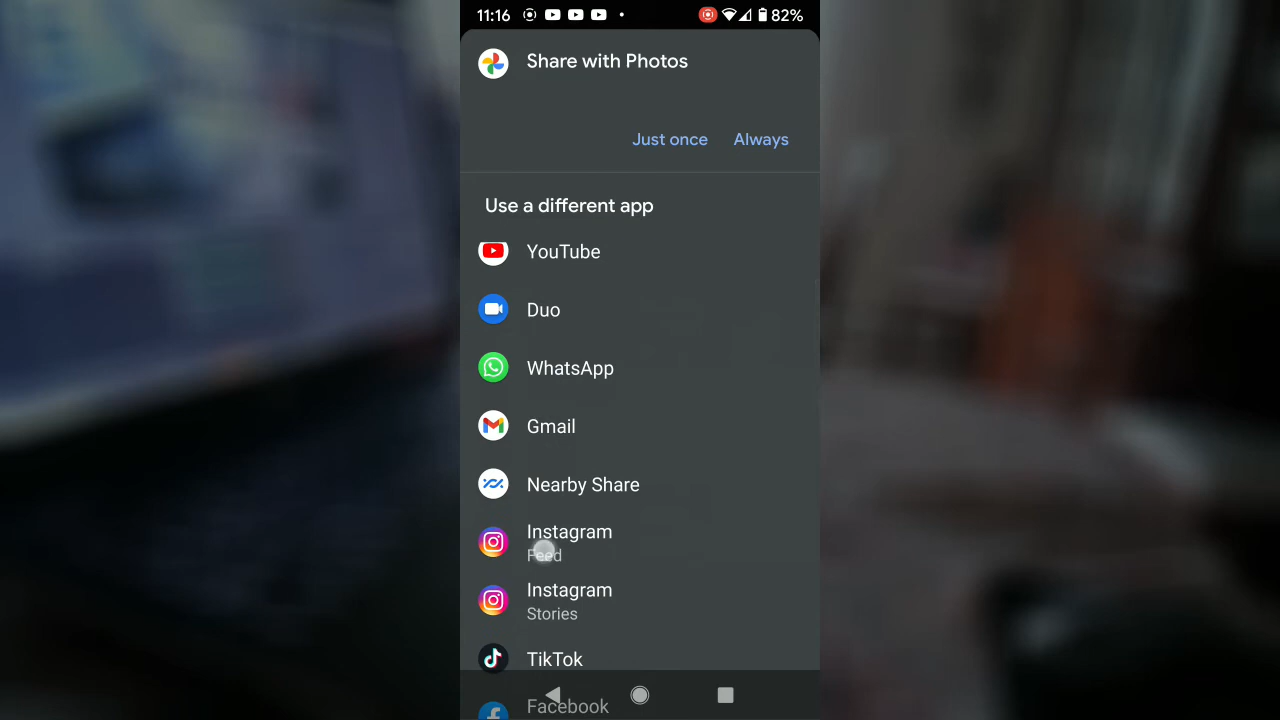 11:16
82%
Share with Photos
Just once
Always
Use a different app
YouTube
Duo
WhatsApp
Gmail
Nearby Share
Instagram
Feed
Instagram
Stories
TikTok
Facebook